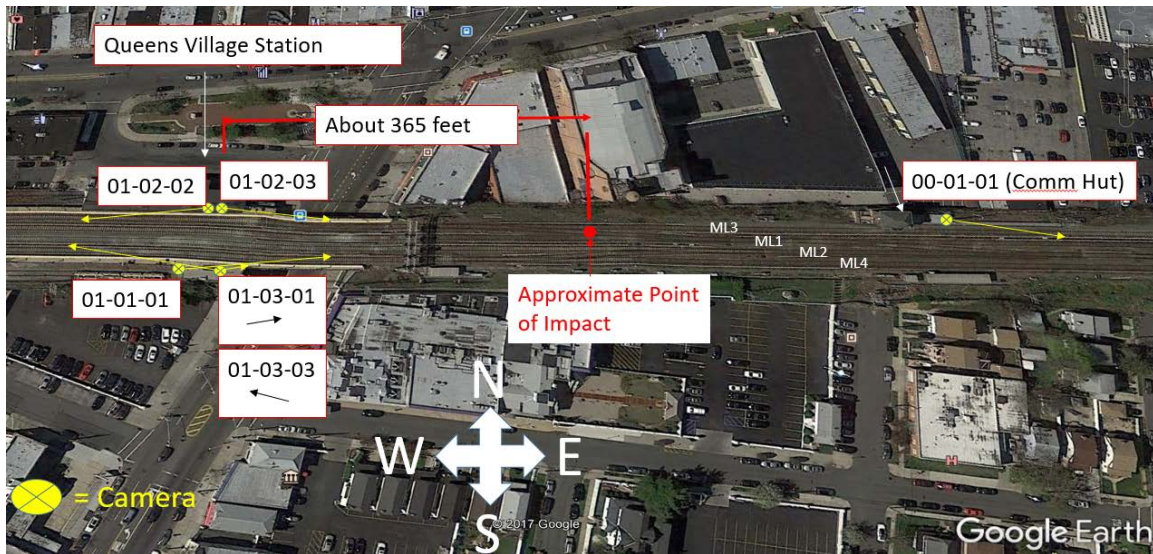 Queens Village Station
About 365 feet
01-02-02
01-02-03
00-01-01 (Comm Hut)
ML3
ML1
ML2
ML4
01-01-01
01-03-01
Approximate Point
of Impact
01-03-03
N
W
E
S
= Camera
H
© 2017 Google
Google Earth